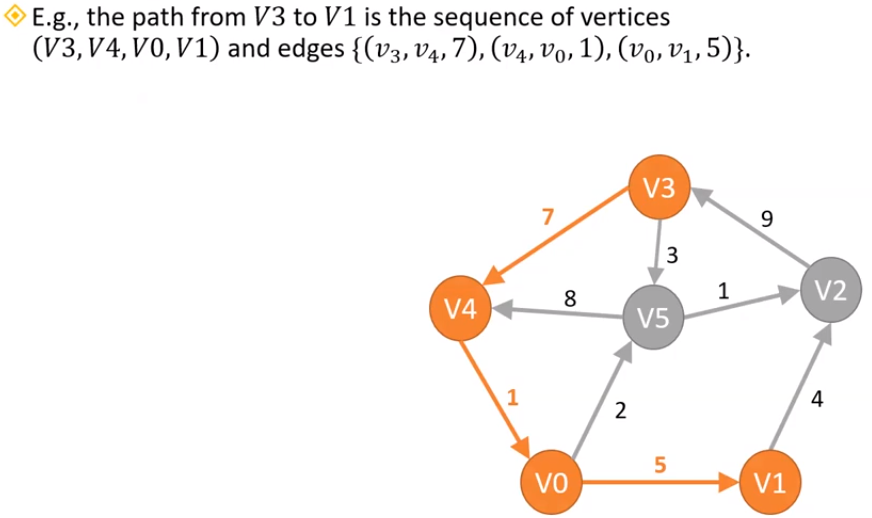 E.g., the path from V3 to V1 is the sequence of vertices
(V3, V4, V0, V1) and edges {(v₃, v₄, 7), (v₄, v₀, 1), (v₀, v₁, 5)}.
V3
7
9
3
1
V2
8
V4
V5
1
2
4
5
V0
V1